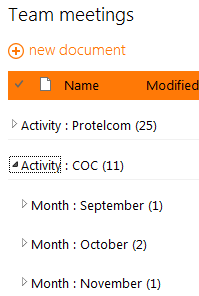 Team meetings
new document
Name Modified
Activity : Protelcom (25)
Activity : COC (11)
Month : September (1)
Month : October (2)
Month : November (1)